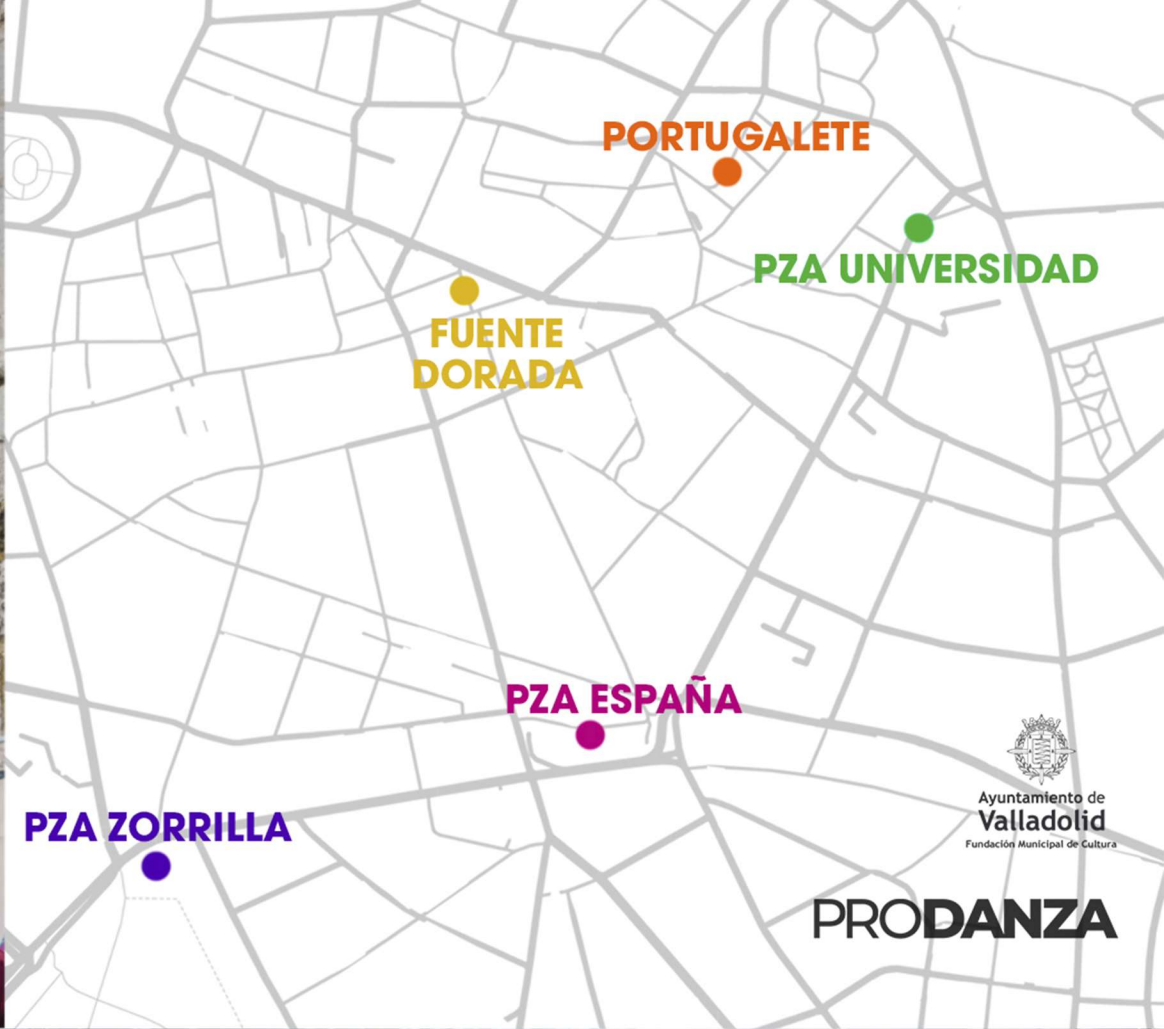 PORTUGALETE
PZA UNIVERSIDAD
FUENTE
DORADA
PZA ESPAÑA
PZA ZORRILLA
Ayuntamiento de
Valladolid
Fundación Municipal de Cultura
PRODANZA